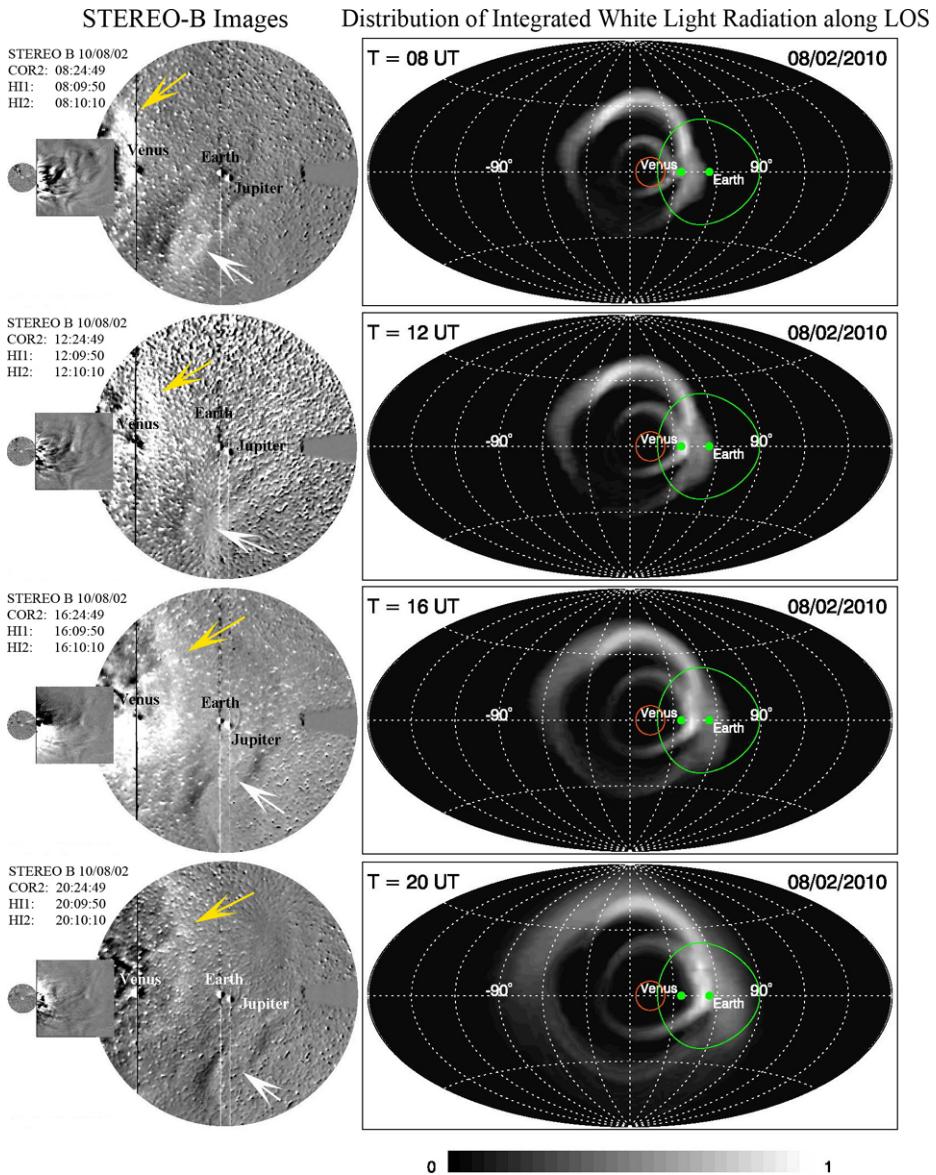 STEREO-B Images
Distribution of Integrated White Light Radiation along LOS
STEREO B 10/08/02
COR2: 08:24:49
HI1: 08:09:50
HI2: 08:10:10
Venus
Earth
Jupiter
T = 08 UT
08/02/2010
-90°
Venus
Earth
90°
STEREO B 10/08/02
COR2: 12:24:49
HI1: 12:09:50
HI2: 12:10:10
Earth
Venus
Jupiter
T = 12 UT
08/02/2010
-90°
Venus
Earth
90°
STEREO B 10/08/02
COR2: 16:24:49
HI1: 16:09:50
HI2: 16:10:10
Venus
Earth
Jupiter
T = 16 UT
08/02/2010
-90°
Venus
Earth
90°
STEREO B 10/08/02
COR2: 20:24:49
HI1: 20:09:50
HI2: 20:10:10
Venus
Earth
Jupiter
T = 20 UT
08/02/2010
-90°
Venus
Earth
90°
0
1